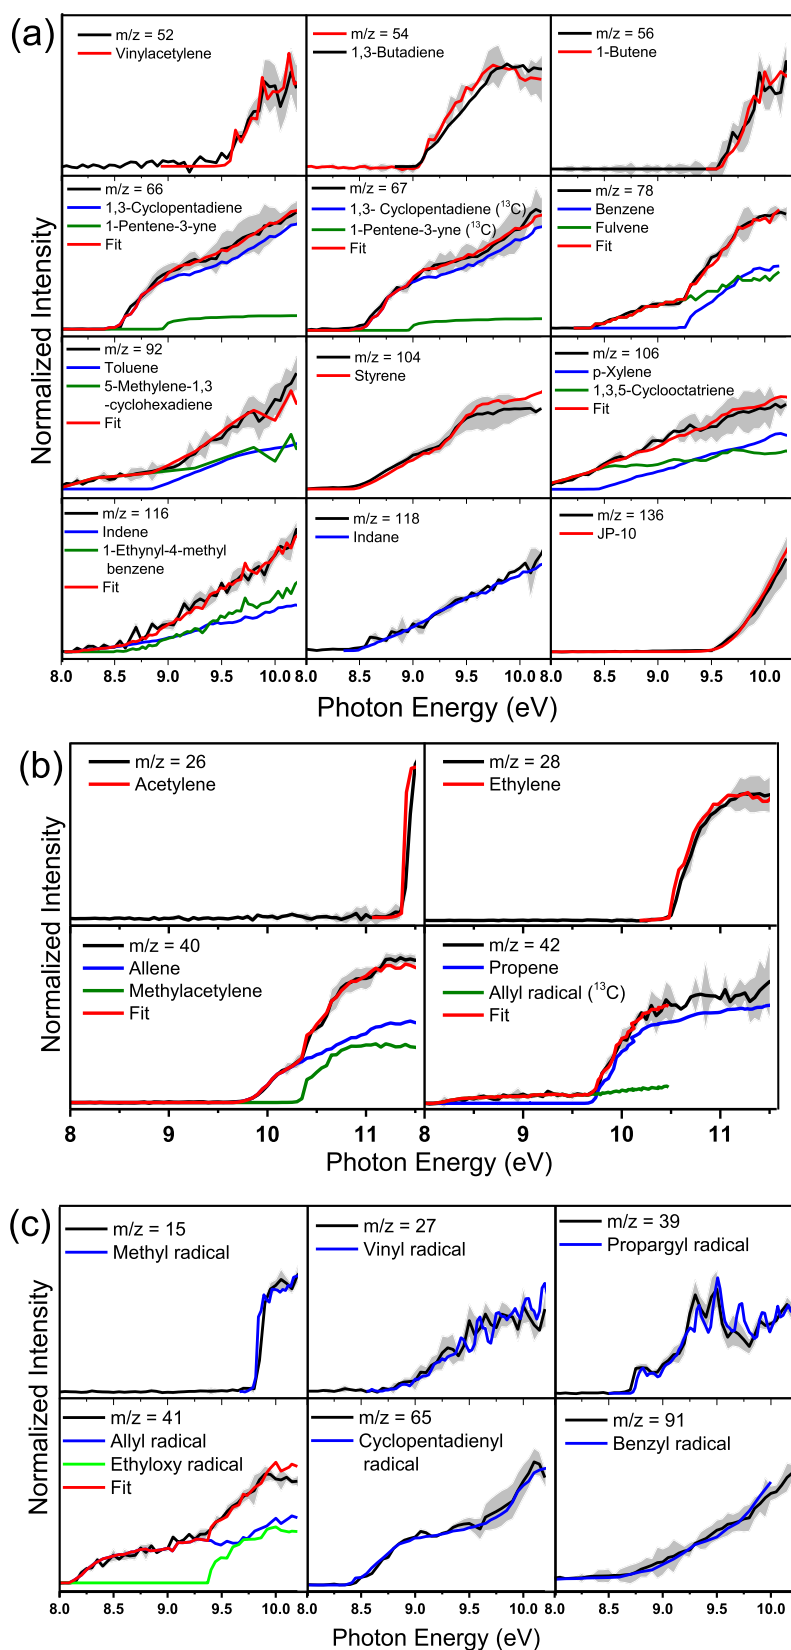 (a)
m/z = 52
Vinylacetylene
m/z = 54
1,3-Butadiene
m/z = 56
1-Butene
m/z = 66
1,3-Cyclopentadiene
1-Pentene-3-yne
Fit
m/z = 67
1,3- Cyclopentadiene (¹³C)
1-Pentene-3-yne (¹³C)
Fit
m/z = 78
Benzene
Fulvene
Fit
m/z = 92
Toluene
5-Methylene-1,3
-cyclohexadiene
Fit
m/z = 104
Styrene
m/z = 106
p-Xylene
1,3,5-Cyclooctatriene
Fit
m/z = 116
Indene
1-Ethynyl-4-methyl
benzene
Fit
m/z = 118
Indane
m/z = 136
JP-10
Normalized Intensity
8.0 8.5 9.0 9.5 10.0 8.0 8.5 9.0 9.5 10.0 8.0 8.5 9.0 9.5 10.0
Photon Energy (eV)
(b)
m/z = 26
Acetylene
m/z = 28
Ethylene
m/z = 40
Allene
Methylacetylene
Fit
m/z = 42
Propene
Allyl radical (¹³C)
Fit
Normalized Intensity
8 9 10 11 8 9 10 11
Photon Energy (eV)
(c)
m/z = 15
Methyl radical
m/z = 27
Vinyl radical
m/z = 39
Propargyl radical
m/z = 41
Allyl radical
Ethyloxy radical
Fit
m/z = 65
Cyclopentadienyl
radical
m/z = 91
Benzyl radical
Normalized Intensity
8.0 8.5 9.0 9.5 10.0 8.0 8.5 9.0 9.5 10.0 8.0 8.5 9.0 9.5 10.0
Photon Energy (eV)